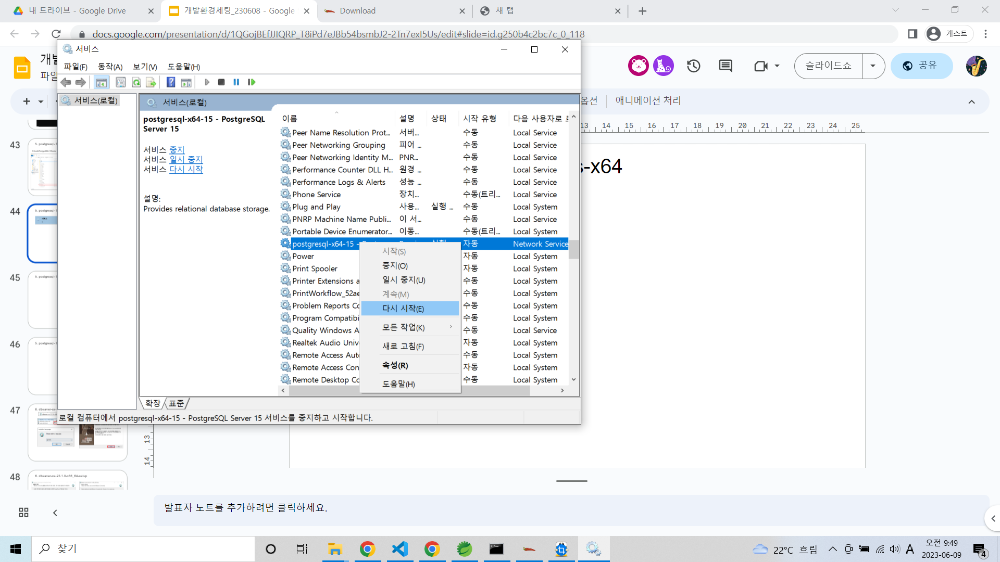 내 드라이브 - Google Drive
개발환경세팅_230608 - Google
Download
새 탭
docs.google.com/presentation/d/1QGojBEfJJIQRP_T8iPd7eJBb54bsmbJ2-2Tn7exI5Us/edit#slide=id.g250b4c2bc7c_0_118
게스트
개발
파일
슬라이드쇼
공유
옵션
애니메이션 처리
서비스
파일(F)
동작(A)
보기(V)
도움말(H)
서비스(로컬)
서비스(로컬)
postgresql-x64-15 - PostgreSQL
Server 15
서비스 중지
서비스 일시 중지
서비스 다시 시작
설명:
Provides relational database storage.
이름 설명 상태 시작 유형 다음 사용자로
Peer Name Resolution Prot... 서버... 수동 Local Service
Peer Networking Grouping 피어 ... 수동 Local Service
Peer Networking Identity M... PNR... 수동 Local Service
Performance Counter DLL H... 원경 ... 수동 Local Service
Performance Logs & Alerts 성능 ... 수동 Local Service
Phone Service 장치... 수동(트리... Local Service
Plug and Play 사용... 실행 ... 수동 Local System
PNRP Machine Name Publi... 이 서... 수동 Local Service
Portable Device Enumerator... 이동... 수동(트리... Local System
postgresql-x64-15 - 자동 Network Service
Power 자동 Local System
Print Spooler 자동 Local System
Printer Extensions a 수동 Local System
PrintWorkflow_52ae 수동 Local System
Problem Reports Co 수동 Local System
Program Compatibi 수동 Local System
Quality Windows A 수동 Local Service
Realtek Audio Univ 자동 Local System
Remote Access Auto 수동 Local System
Remote Access Con 자동 Local System
Remote Desktop Co 수동 Local System
시작(S)
중지(O)
일시 중지(U)
계속(M)
다시 시작(E)
모든 작업(K)
새로 고침(F)
속성(R)
도움말(H)
확장
표준
로컬 컴퓨터에서 postgresql-x64-15 - PostgreSQL Server 15 서비스를 중지하고 시작합니다.
13 14 15 16 17 18 19 20 21 22 23 24 25
s-x64
13
14
43
44
45
46
47
48
6. dbeaver-ce-23.1.0-x86_64-setup
발표자 노트를 추가하려면 클릭하세요.
찾기
22°C 흐림
A
오전 9:49
2023-06-09
4